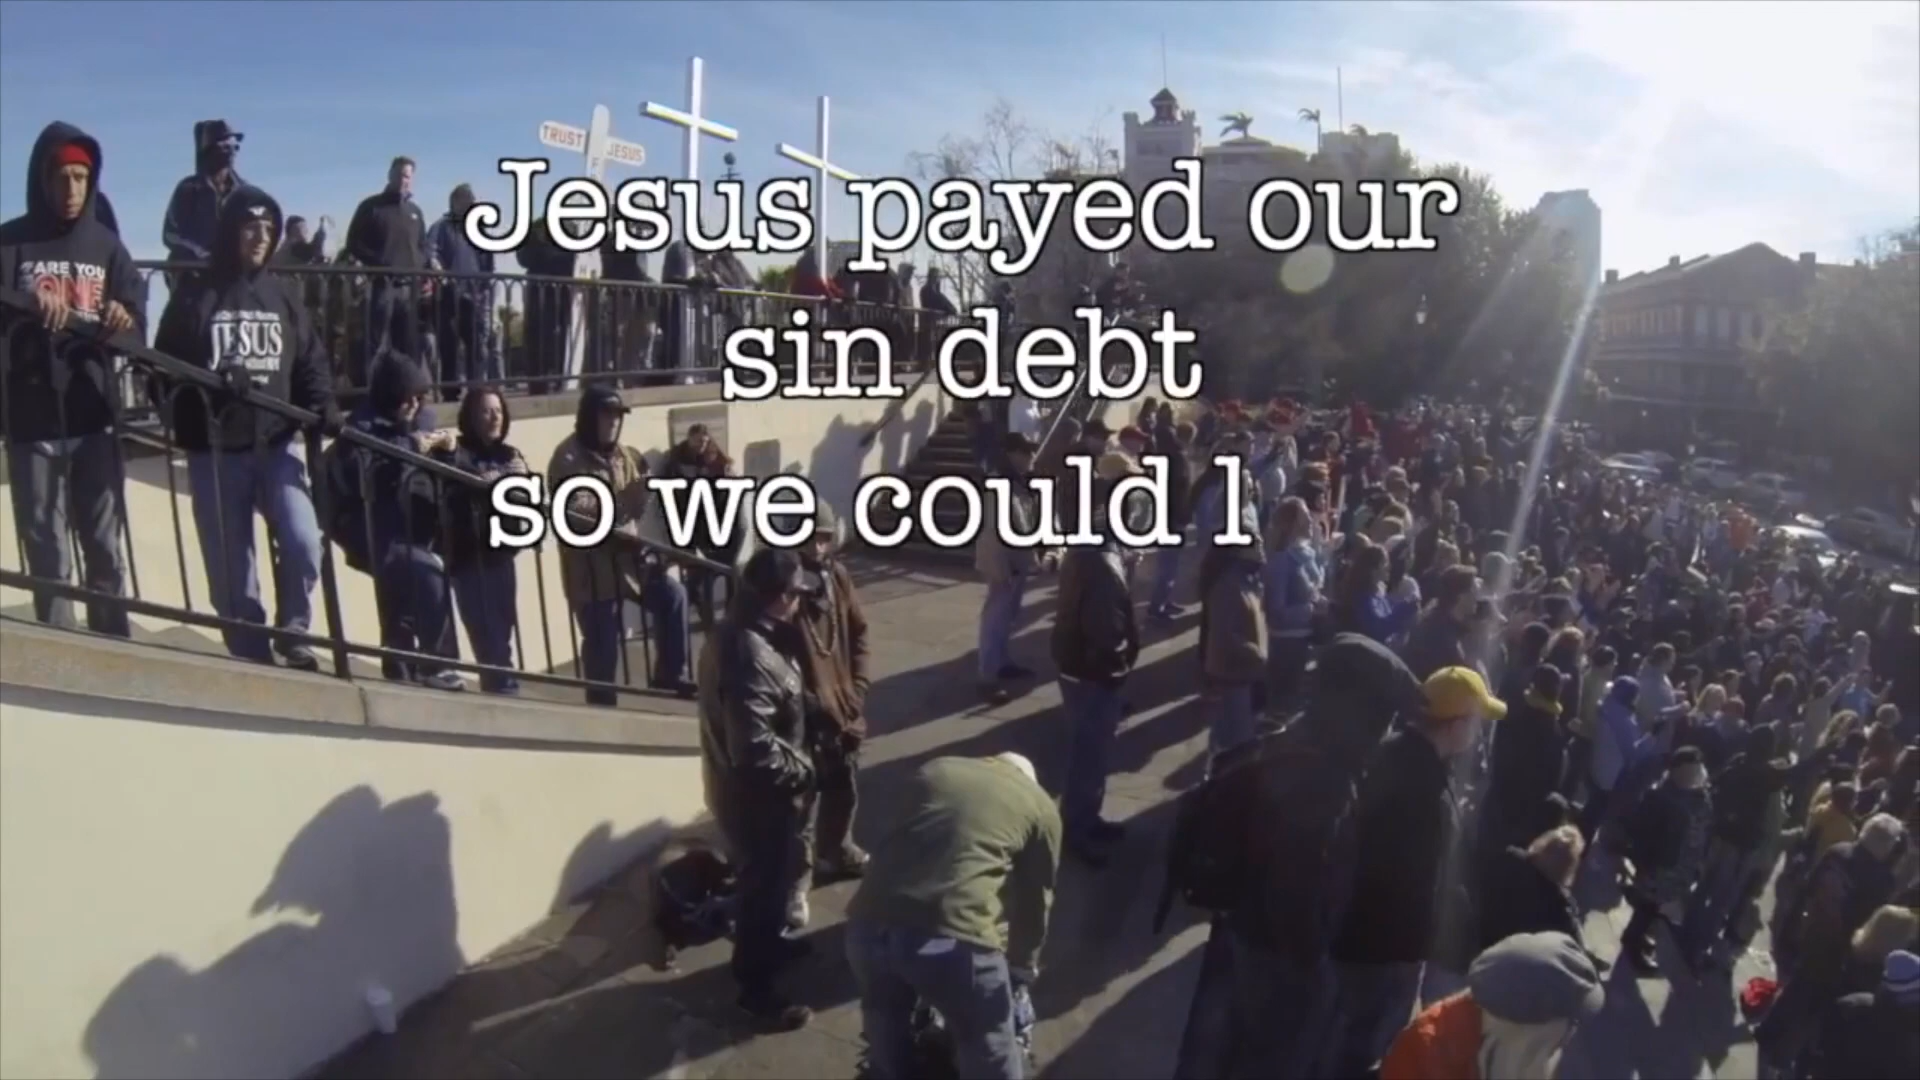 TRUST
JESUS
Jesus payed our
sin debt
so we could l
ARE YOU
ONE
JESUS